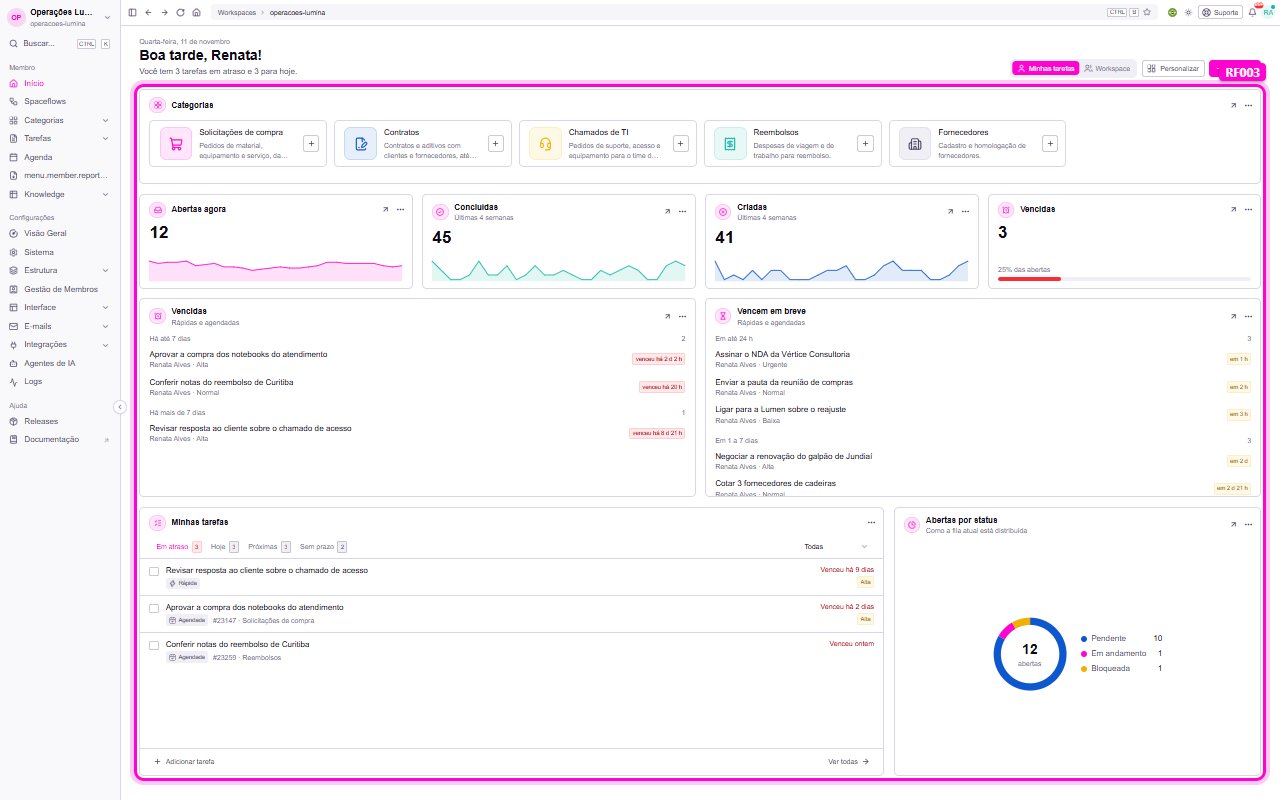 OP
Operações Lu...
operacoes-lumina
Buscar...
CTRL
K
Membro
Início
Spaceflows
Categorias
Tarefas
Agenda
menu.member.report...
Knowledge
Configurações
Visão Geral
Sistema
Estrutura
Gestão de Membros
Interface
E-mails
Integrações
Agentes de IA
Logs
Ajuda
Releases
Documentação
Workspaces
operacoes-lumina
CTRL
Suporte
RA
Quarta-feira, 11 de novembro
Boa tarde, Renata!
Você tem 3 tarefas em atraso e 3 para hoje.
Minhas tarefas
Workspace
Personalizar
RF003
Categorias
Solicitações de compra
Pedidos de material,
equipamento e serviço, da...
Contratos
Contratos e aditivos com
clientes e fornecedores, até...
Chamados de TI
Pedidos de suporte, acesso e
equipamento para o time d...
Reembolsos
Despesas de viagem e de
trabalho para reembolso.
Fornecedores
Cadastro e homologação de
fornecedores.
Abertas agora
12
Concluídas
Últimas 4 semanas
45
Criadas
Últimas 4 semanas
41
Vencidas
3
25% das abertas
Vencidas
Rápidas e agendadas
Há até 7 dias
2
Aprovar a compra dos notebooks do atendimento
Renata Alves · Alta
venceu há 2 d 2 h
Conferir notas do reembolso de Curitiba
Renata Alves · Normal
venceu há 20 h
Há mais de 7 dias
1
Revisar resposta ao cliente sobre o chamado de acesso
Renata Alves · Alta
venceu há 8 d 21 h
Vencem em breve
Rápidas e agendadas
Em até 24 h
3
Assinar o NDA da Vértice Consultoria
Renata Alves · Urgente
em 1 h
Enviar a pauta da reunião de compras
Renata Alves · Normal
em 2 h
Ligar para a Lumen sobre o reajuste
Renata Alves · Baixa
em 3 h
Em 1 a 7 dias
3
Negociar a renovação do galpão de Jundiaí
Renata Alves · Alta
em 2 d
Cotar 3 fornecedores de cadeiras
Renata Alves · Normal
em 2 d 21 h
Minhas tarefas
Em atraso 3
Hoje 3
Próximas 3
Sem prazo 2
Todas
Revisar resposta ao cliente sobre o chamado de acesso
Rápida
Venceu há 9 dias
Alta
Aprovar a compra dos notebooks do atendimento
Agendada #23147 · Solicitações de compra
Venceu há 2 dias
Alta
Conferir notas do reembolso de Curitiba
Agendada #23259 · Reembolsos
Venceu ontem
Adicionar tarefa
Ver todas
Abertas por status
Como a fila atual está distribuída
12
abertas
Pendente 10
Em andamento 1
Bloqueada 1